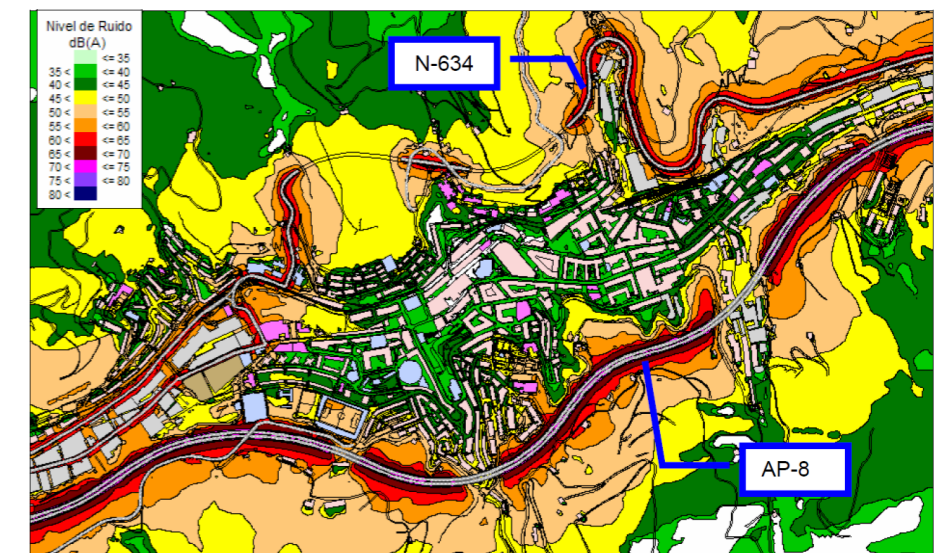 Nivel de Ruido
dB(A)
<= 35
35 < <= 40
40 < <= 45
45 < <= 50
50 < <= 55
55 < <= 60
60 < <= 65
65 < <= 70
70 < <= 75
75 < <= 80
80 <
N-634
AP-8